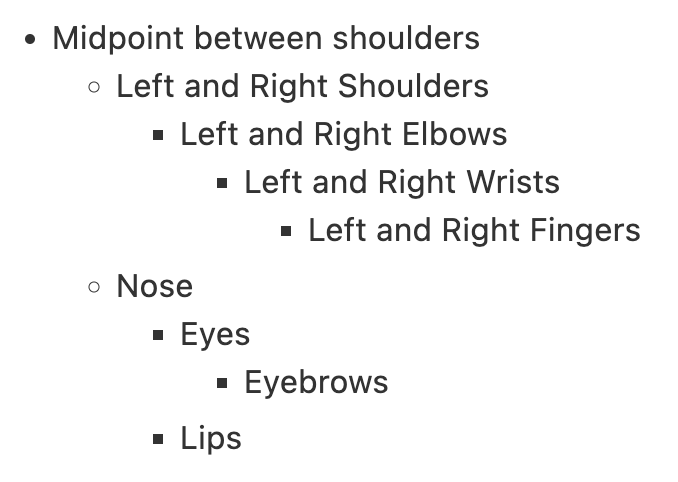 Midpoint between shoulders
Left and Right Shoulders
Left and Right Elbows
Left and Right Wrists
Left and Right Fingers
Nose
Eyes
Eyebrows
Lips